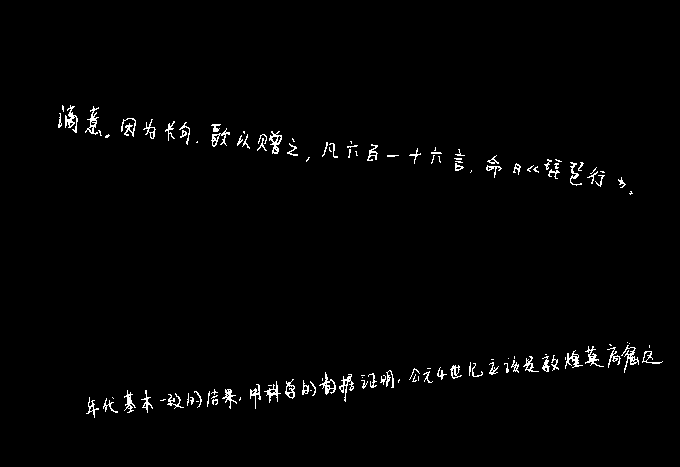 谪意。因为长句，歌以赠之，凡六百一十六言，命曰《琵琶行》。
年代基本一致的结果，用科学的数据证明，公元4世纪应该是敦煌莫高窟这